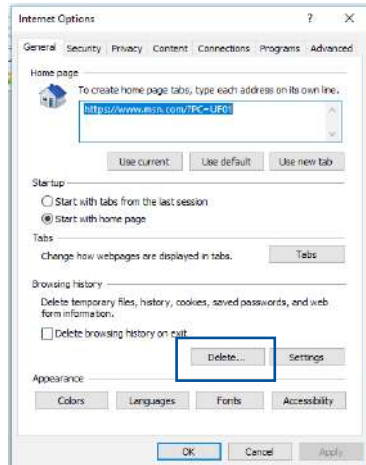 Internet Options ? X
General Security Privacy Content Connections Programs Advanced
Home page
To create home page tabs, type each address on its own line.
https://www.msn.com/?PC=UF01
Use current Use default Use new tab
Startup
Start with tabs from the last session
Start with home page
Tabs
Change how webpages are displayed in tabs. Tabs
Browsing history
Delete temporary files, history, cookies, saved passwords, and web
form information.
Delete browsing history on exit
Delete... Settings
Appearance
Colors Languages Fonts Accessibility
OK Cancel Apply